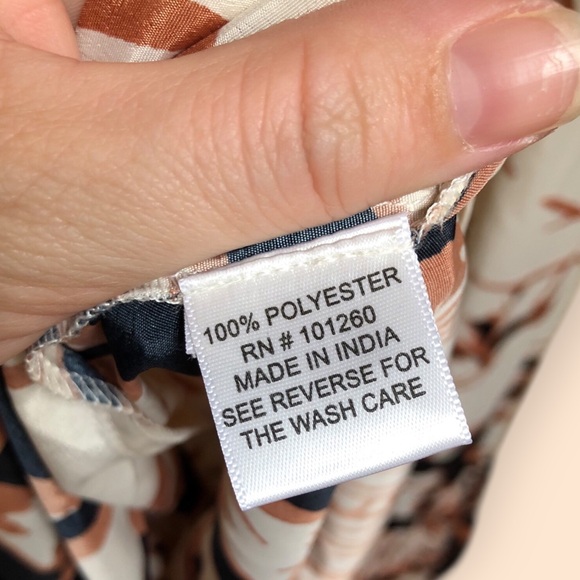 100% POLYESTER
RN # 101260
MADE IN INDIA
SEE REVERSE FOR
THE WASH CARE